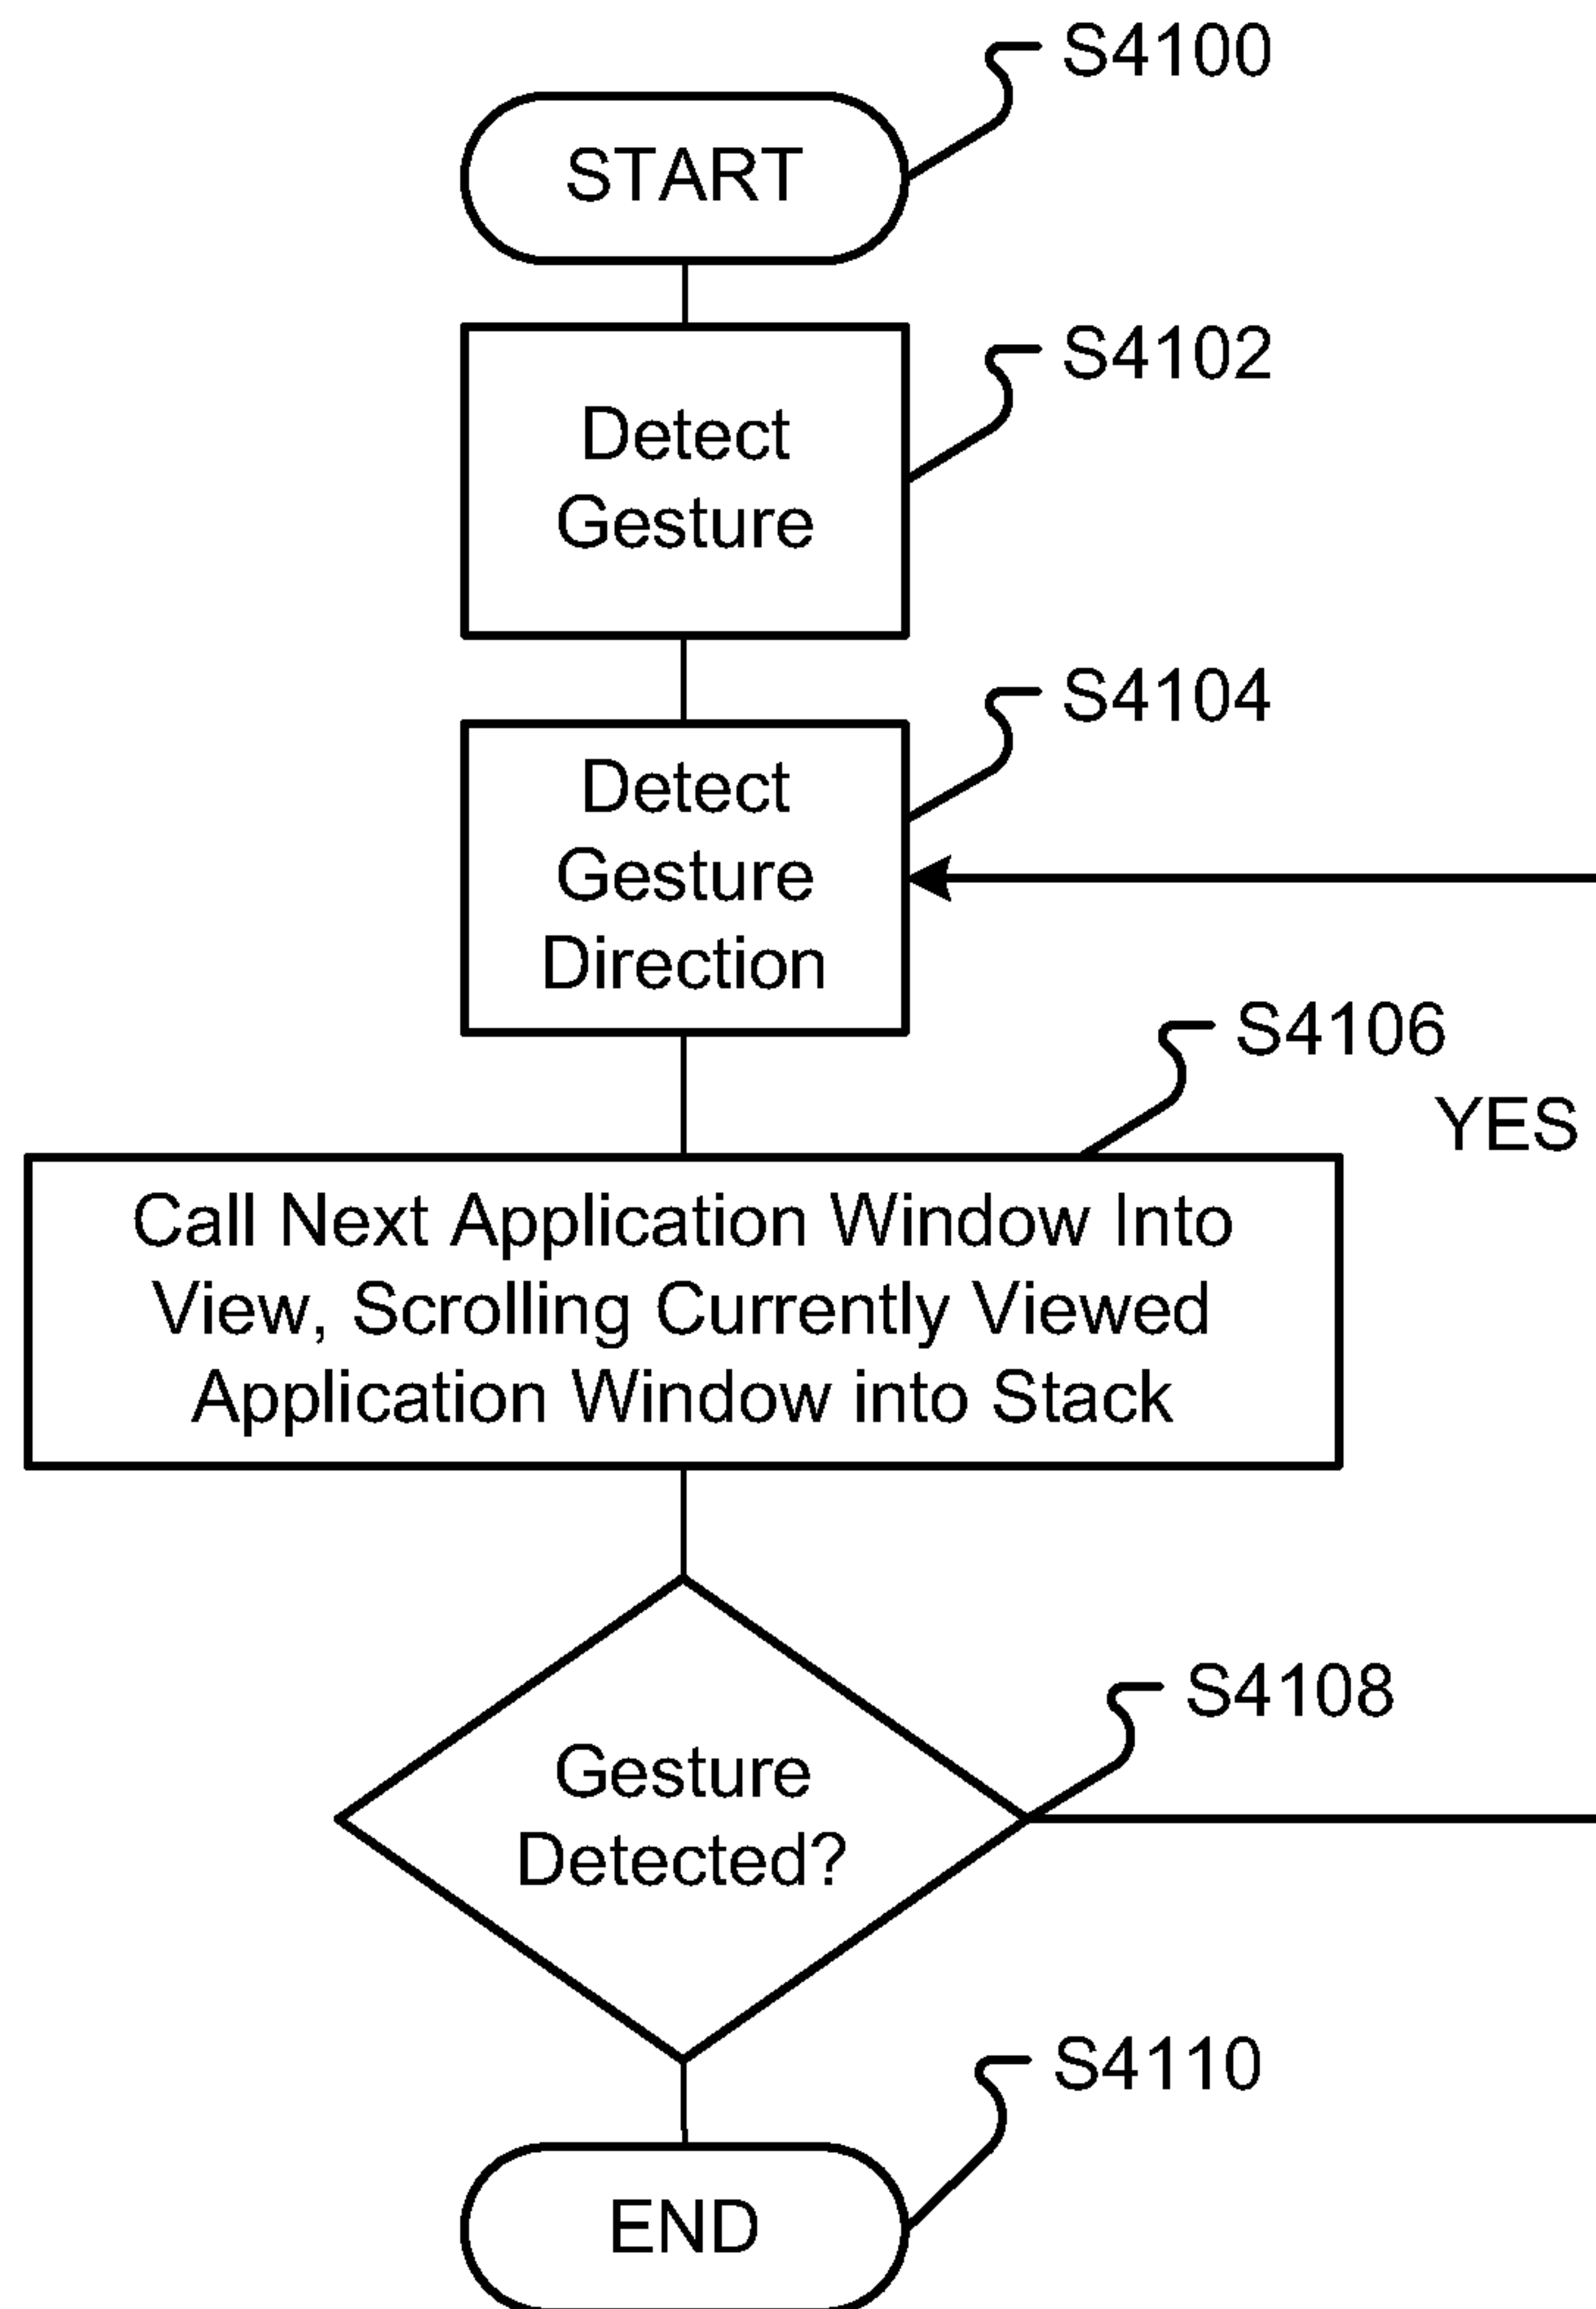 S4100
START
S4102
Detect
Gesture
S4104
Detect
Gesture
Direction
S4106
YES
Call Next Application Window Into
View, Scrolling Currently Viewed
Application Window into Stack
S4108
Gesture
Detected?
S4110
END